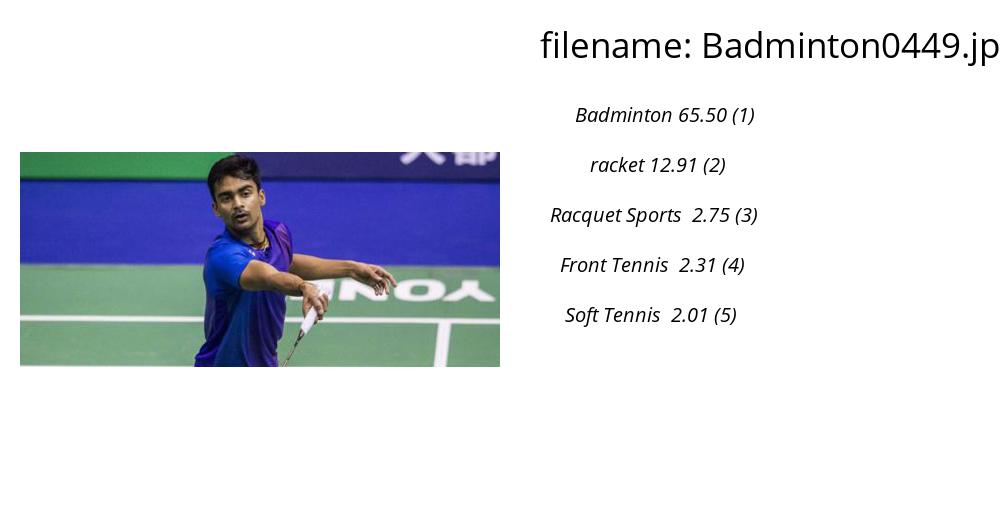 filename: Badminton0449.jp
Badminton 65.50 (1)
racket 12.91 (2)
Racquet Sports 2.75 (3)
Front Tennis 2.31 (4)
Soft Tennis 2.01 (5)
YON